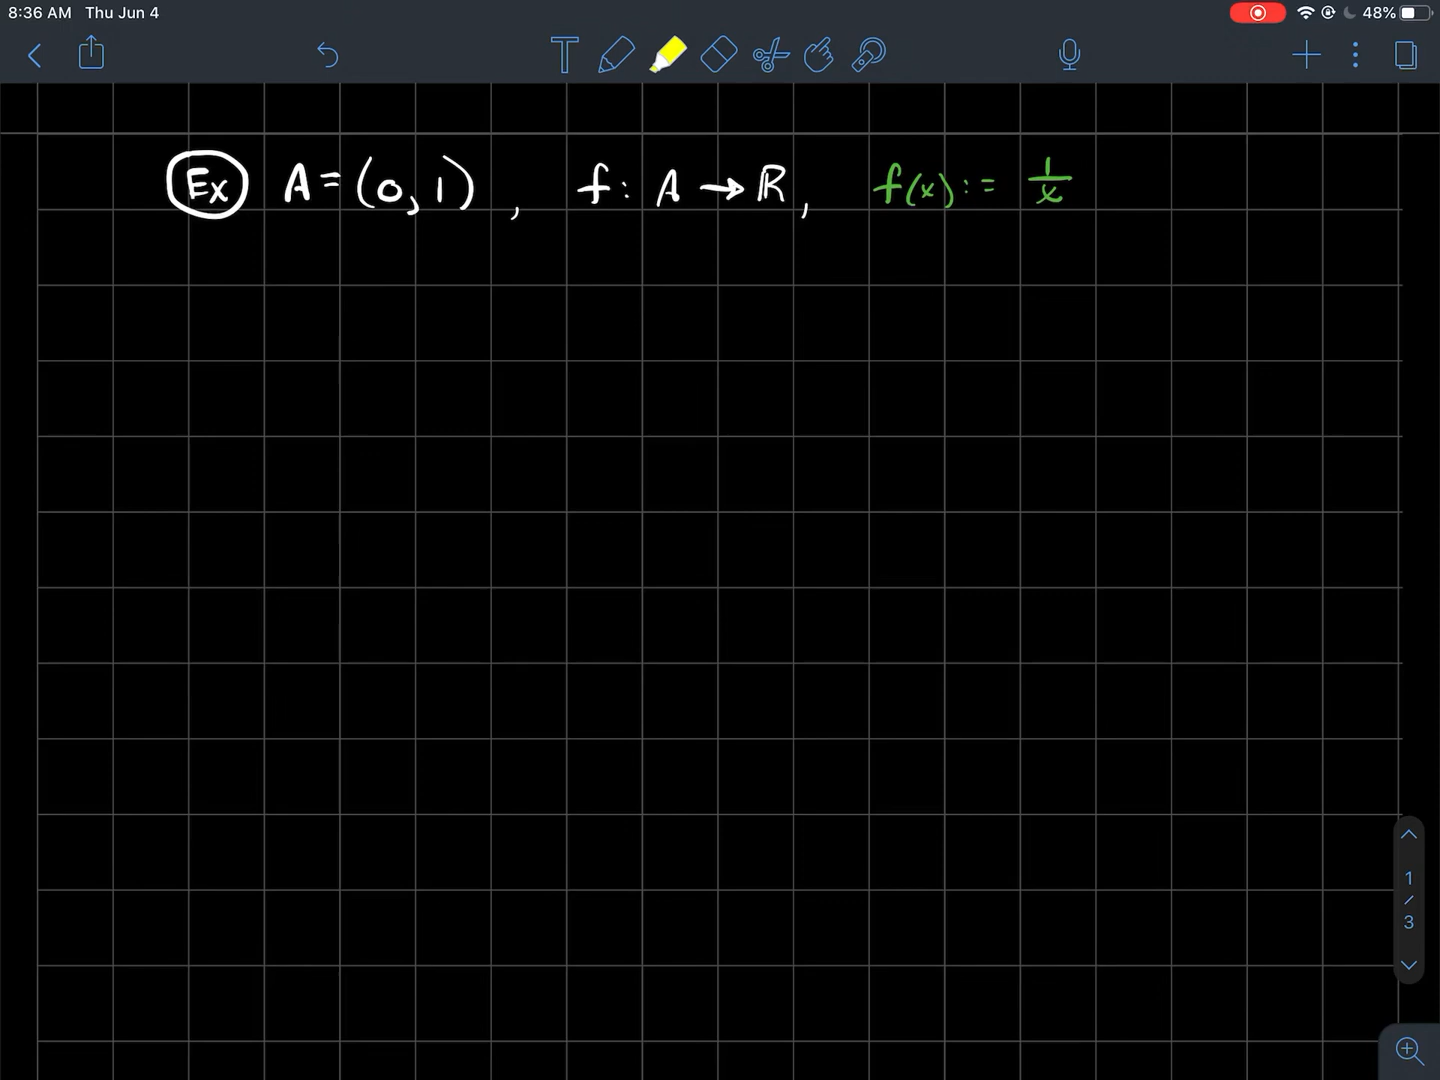 8:36 AM Thu Jun 4 48%
Ex A = (0, 1) , f : A → ℝ, f(x) := 1/x
1
/
3